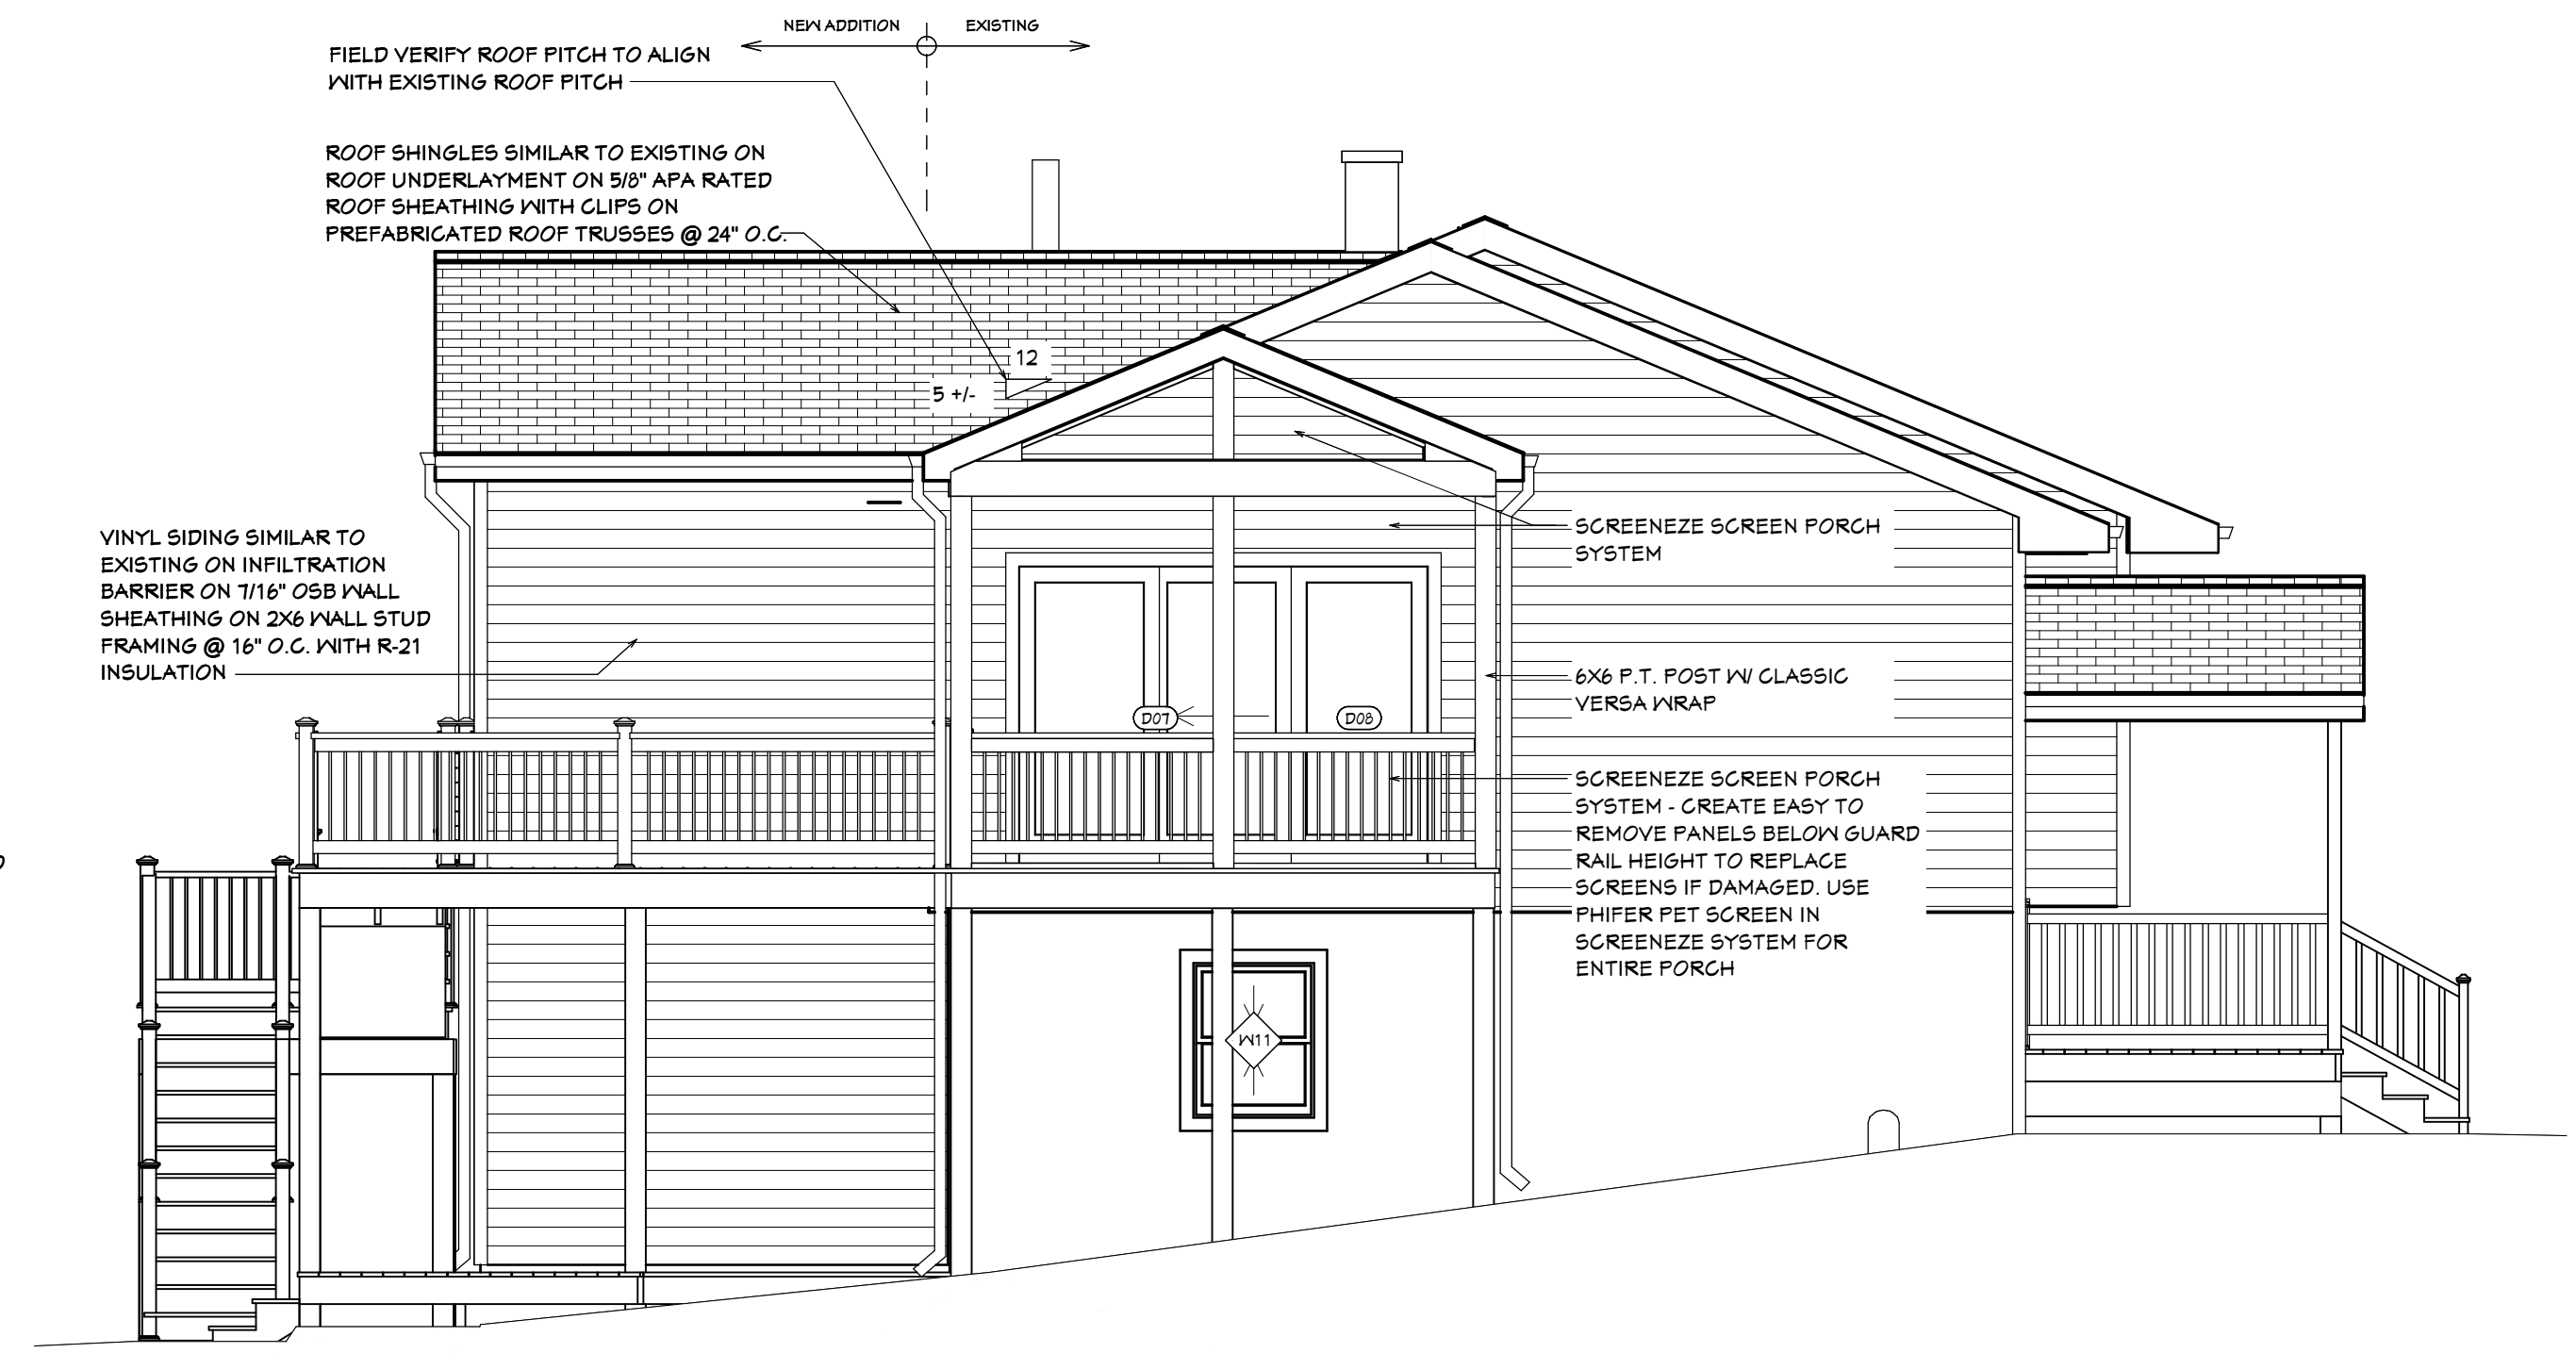 NEW ADDITION
EXISTING
FIELD VERIFY ROOF PITCH TO ALIGN
WITH EXISTING ROOF PITCH
ROOF SHINGLES SIMILAR TO EXISTING ON
ROOF UNDERLAYMENT ON 5/8" APA RATED
ROOF SHEATHING WITH CLIPS ON
PREFABRICATED ROOF TRUSSES @ 24" O.C.
12
5 +/-
VINYL SIDING SIMILAR TO
EXISTING ON INFILTRATION
BARRIER ON 7/16" OSB WALL
SHEATHING ON 2X6 WALL STUD
FRAMING @ 16" O.C. WITH R-21
INSULATION
SCREENEZE SCREEN PORCH
SYSTEM
6X6 P.T. POST W/ CLASSIC
VERSA WRAP
D07
D08
SCREENEZE SCREEN PORCH
SYSTEM - CREATE EASY TO
REMOVE PANELS BELOW GUARD
RAIL HEIGHT TO REPLACE
SCREENS IF DAMAGED. USE
PHIFER PET SCREEN IN
SCREENEZE SYSTEM FOR
ENTIRE PORCH
W11